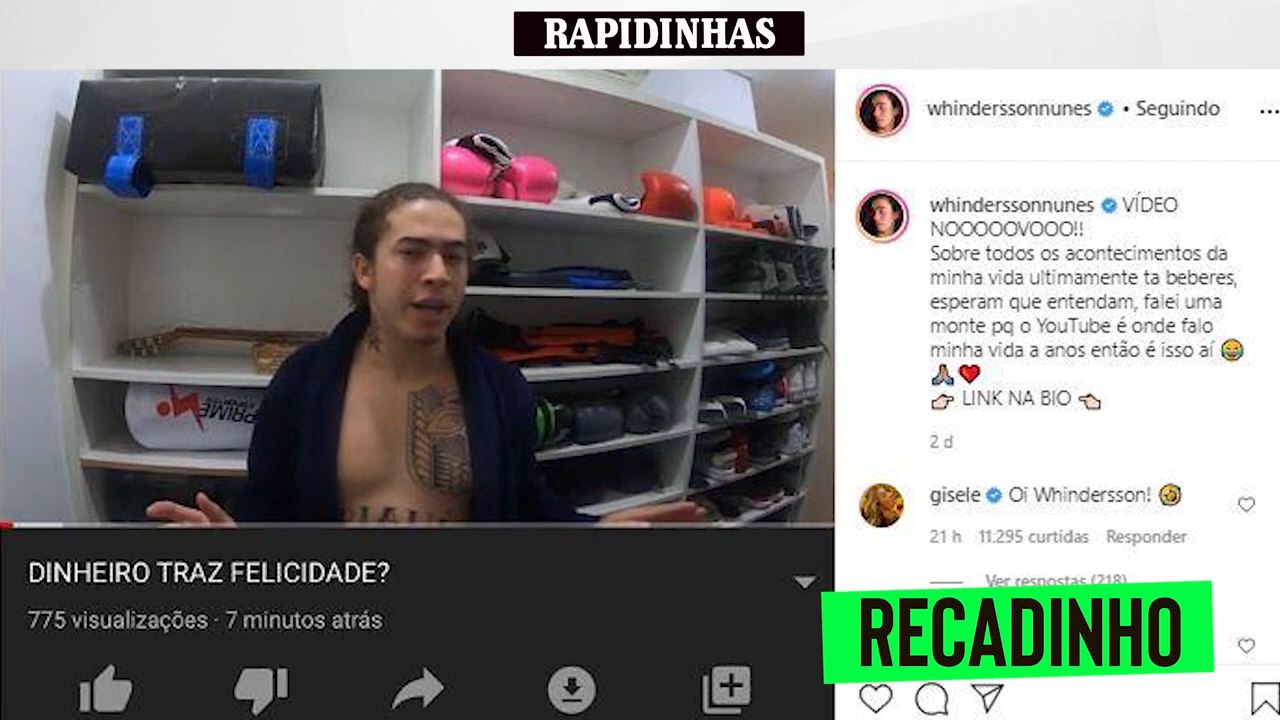 RAPIDINHAS
PRIME
ESPORTES
DINHEIRO TRAZ FELICIDADE?
775 visualizações · 7 minutos atrás
whinderssonnunes • Seguindo
whinderssonnunes VÍDEO
NOOOOOVOOO!!
Sobre todos os acontecimentos da
minha vida ultimamente ta beberes,
esperam que entendam, falei uma
monte pq o YouTube é onde falo
minha vida a anos então é isso aí 😂
🙏🏼❤️
👉🏻 LINK NA BIO 👈🏻
2 d
gisele Oi Whindersson! 🤣
21 h 11.295 curtidas Responder
Ver respostas (218)
RECADINHO